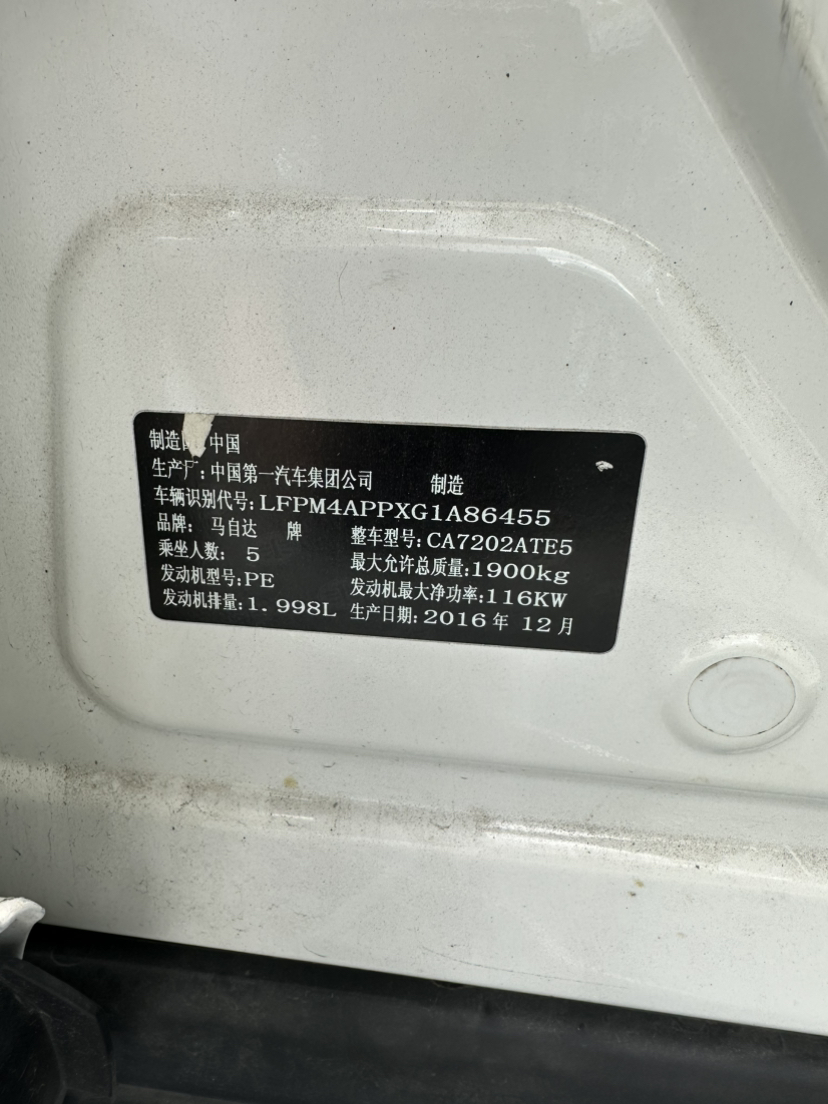 制造国:中国
生产厂:中国第一汽车集团公司 制造
车辆识别代号:LFPM4APPXG1A86455
品牌: 马自达 牌 整车型号:CA7202ATE5
乘坐人数: 5 最大允许总质量:1900kg
发动机型号:PE 发动机最大净功率:116KW
发动机排量:1.998L 生产日期:2016年 12月